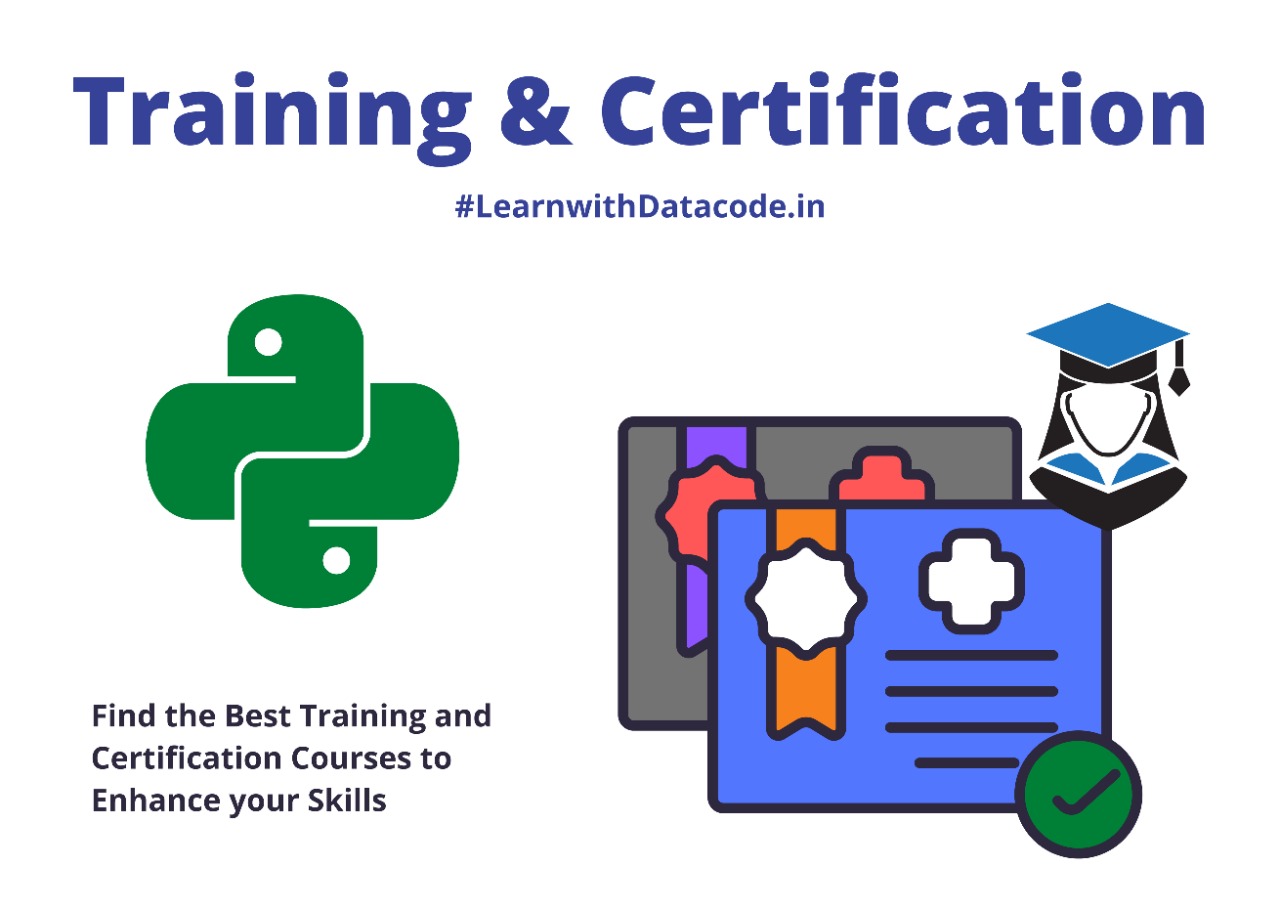 Training & Certification
#LearnwithDatacode.in
Find the Best Training and
Certification Courses to
Enhance your Skills